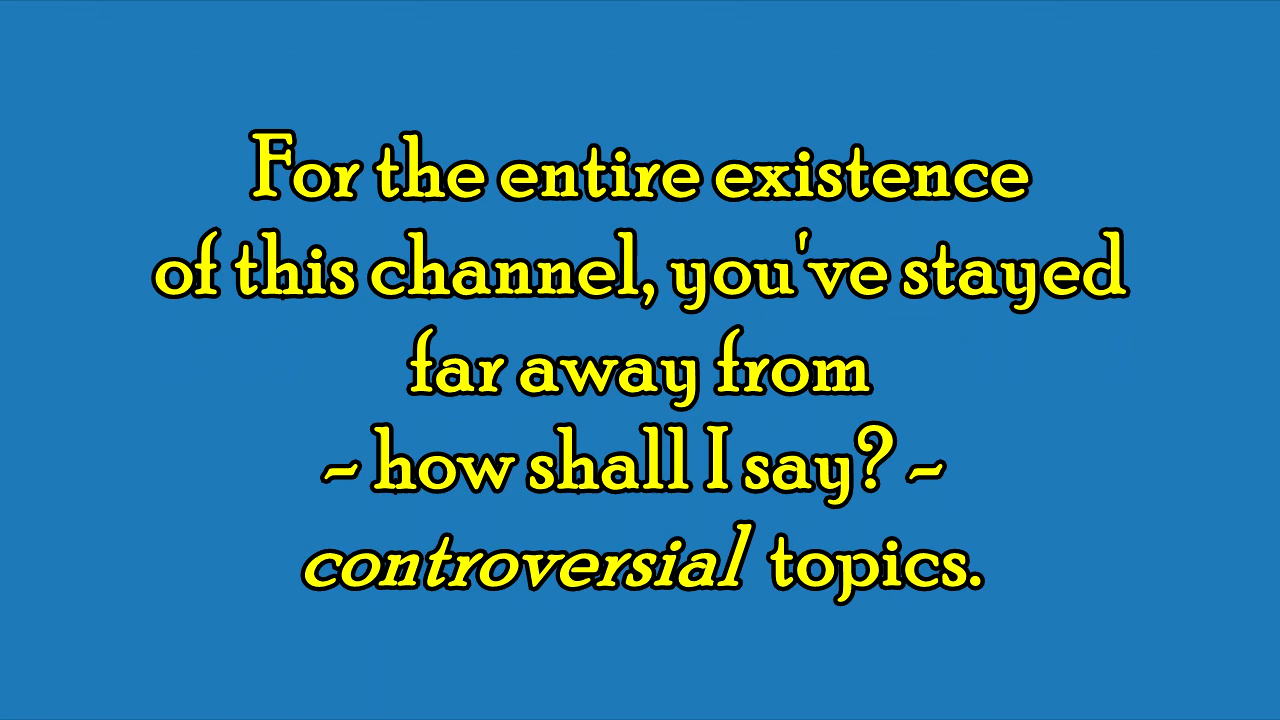 For the entire existence
of this channel, you've stayed
far away from
- how shall I say? -
controversial topics.